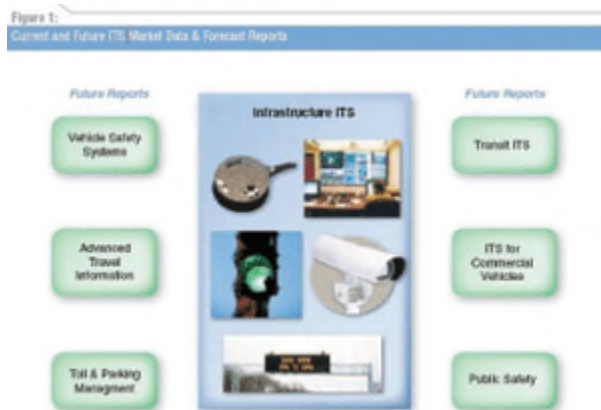 Figure 1:
Current and Future ITS Market Data & Forecast Reports
Future Reports
Vehicle Safety
Systems
Advanced
Travel
Information
Toll & Parking
Managment
Infrastructure ITS
Future Reports
Transit ITS
ITS for
Commercial
Vehicles
Public Safety